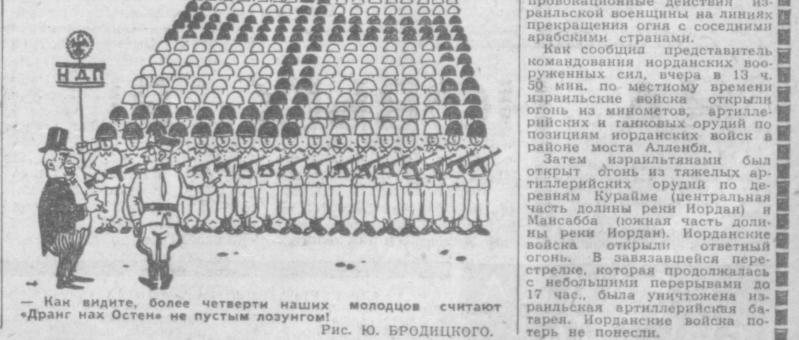 НДП
— Как видите, более четверти наших молодцов считают
«Дранг нах Остен» не пустым лозунгом!
Рис. Ю. БРОДИЦКОГО.
провокационные действия из-
раильской военщины на линиях
прекращения огня с соседними
арабскими странами.
Как сообщил представитель
командования иорданских воо-
руженных сил, вчера в 13 ч.
50 мин. по местному времени
израильские войска открыли
огонь из минометов, артилле-
рийских и танковых орудий по
позициям иорданских войск в
районе моста Алленби.
Затем израильтянами был
открыт огонь из тяжелых ар-
тиллерийских орудий по де-
ревням Курайме (центральная
часть долины реки Иордан) и
Мансабба (южная часть доли-
ны реки Иордан). Иорданские
войска открыли ответный
огонь. В завязавшейся пере-
стрелке, которая продолжалась
с небольшими перерывами до
17 час., была уничтожена из-
раильская артиллерийская ба-
тарея. Иорданские войска по-
терь не понесли.